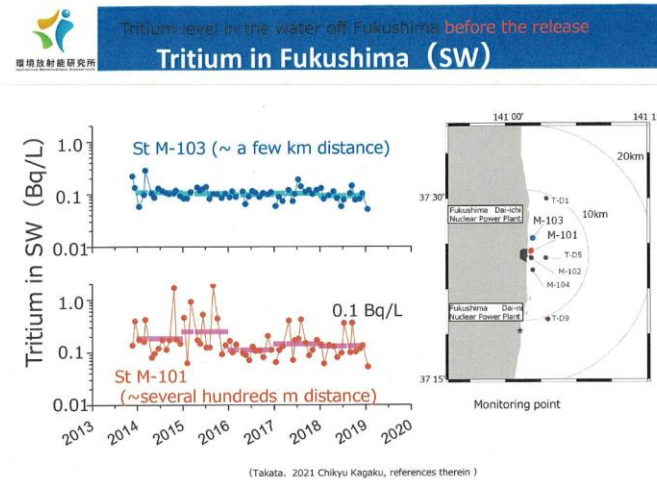 Tritium level in the water off Fukushima before the release
Tritium in Fukushima (SW)
環境放射能研究所
Tritium in SW (Bq/L)
1.0
0.1
0.01
St M-103 (~ a few km distance)
1.0
0.1
0.01
0.1 Bq/L
St M-101
(~several hundreds m distance)
2013
2014
2015
2016
2017
2018
2019
2020
141 00'
141 1
20km
37 30'
T-D1
Fukushima Dai-ichi
Nuclear Power Plant
10km
M-103
M-101
T-D5
M-102
M-104
Fukushima Dai-ni
Nuclear Power Plant
T-D9
37 15'
Monitoring point
(Takata. 2021 Chikyu Kagaku, references therein )